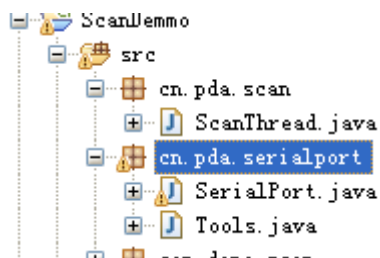 ScanDemmo
src
cn.pda.scan
ScanThread.java
cn.pda.serialport
SerialPort.java
Tools.java